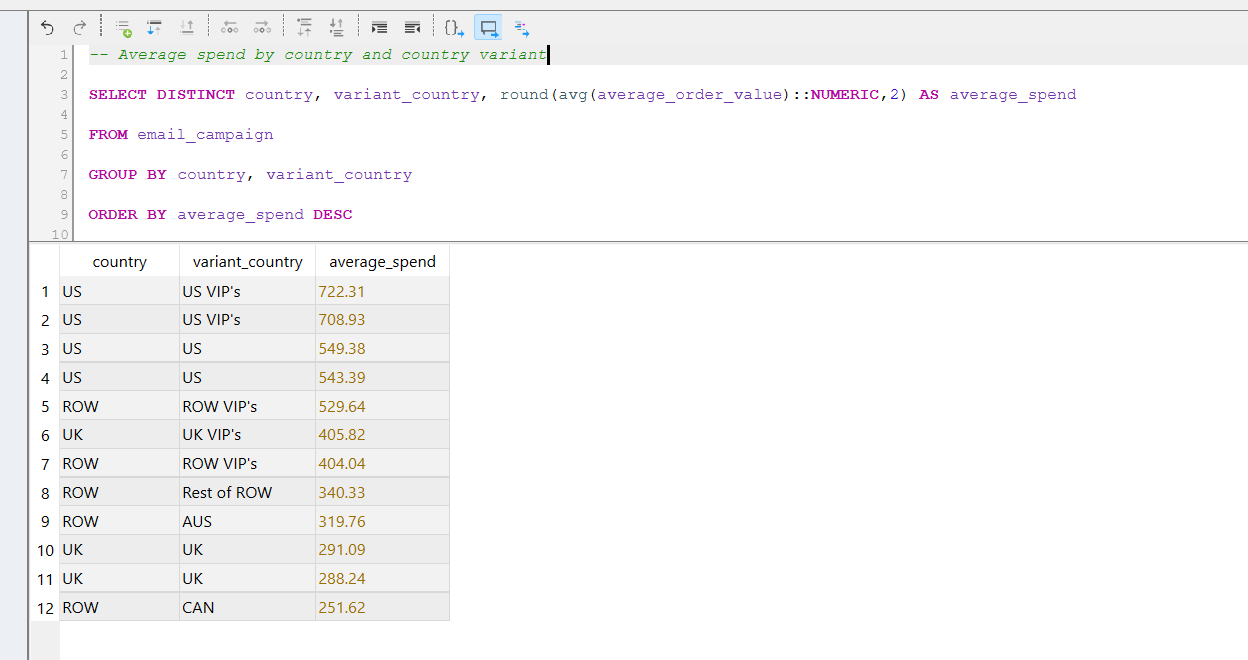 1 -- Average spend by country and country variant
2
3 SELECT DISTINCT country, variant_country, round(avg(average_order_value)::NUMERIC,2) AS average_spend
4
5 FROM email_campaign
6
7 GROUP BY country, variant_country
8
9 ORDER BY average_spend DESC
10
country variant_country average_spend
1 US US VIP's 722.31
2 US US VIP's 708.93
3 US US 549.38
4 US US 543.39
5 ROW ROW VIP's 529.64
6 UK UK VIP's 405.82
7 ROW ROW VIP's 404.04
8 ROW Rest of ROW 340.33
9 ROW AUS 319.76
10 UK UK 291.09
11 UK UK 288.24
12 ROW CAN 251.62